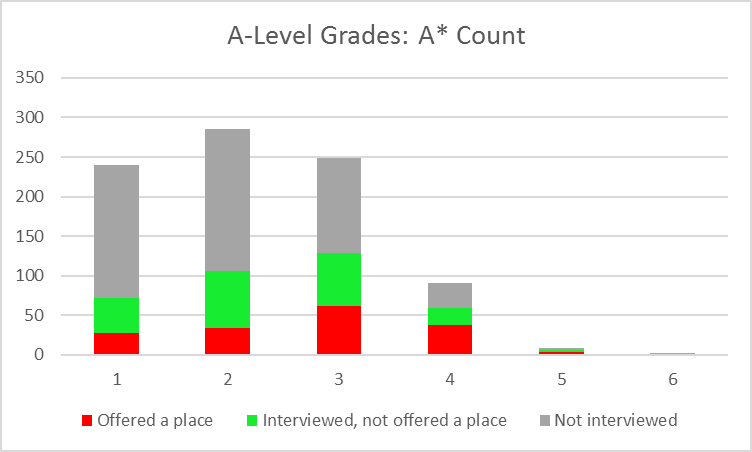 A-Level Grades: A* Count
350
300
250
200
150
100
50
0
1 2 3 4 5 6
Offered a place Interviewed, not offered a place Not interviewed